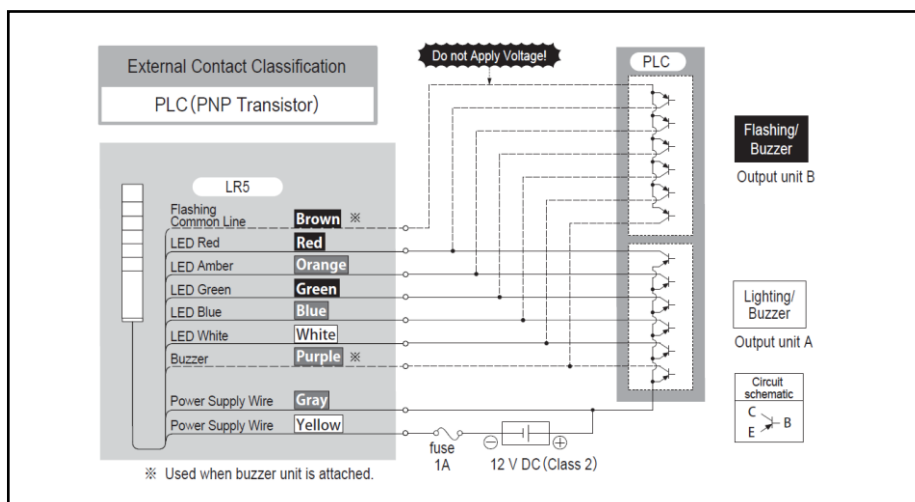 External Contact Classification
PLC(PNP Transistor)
Do not Apply Voltage!
PLC
LR5
Flashing
Common Line Brown ※
LED Red Red
LED Amber Orange
LED Green Green
LED Blue Blue
LED White White
Buzzer Purple ※
Power Supply Wire Gray
Power Supply Wire Yellow
※ Used when buzzer unit is attached.
fuse
1A
⊖ ⊕
12 V DC(Class 2)
Flashing/
Buzzer
Output unit B
Lighting/
Buzzer
Output unit A
Circuit
schematic
C
B
E